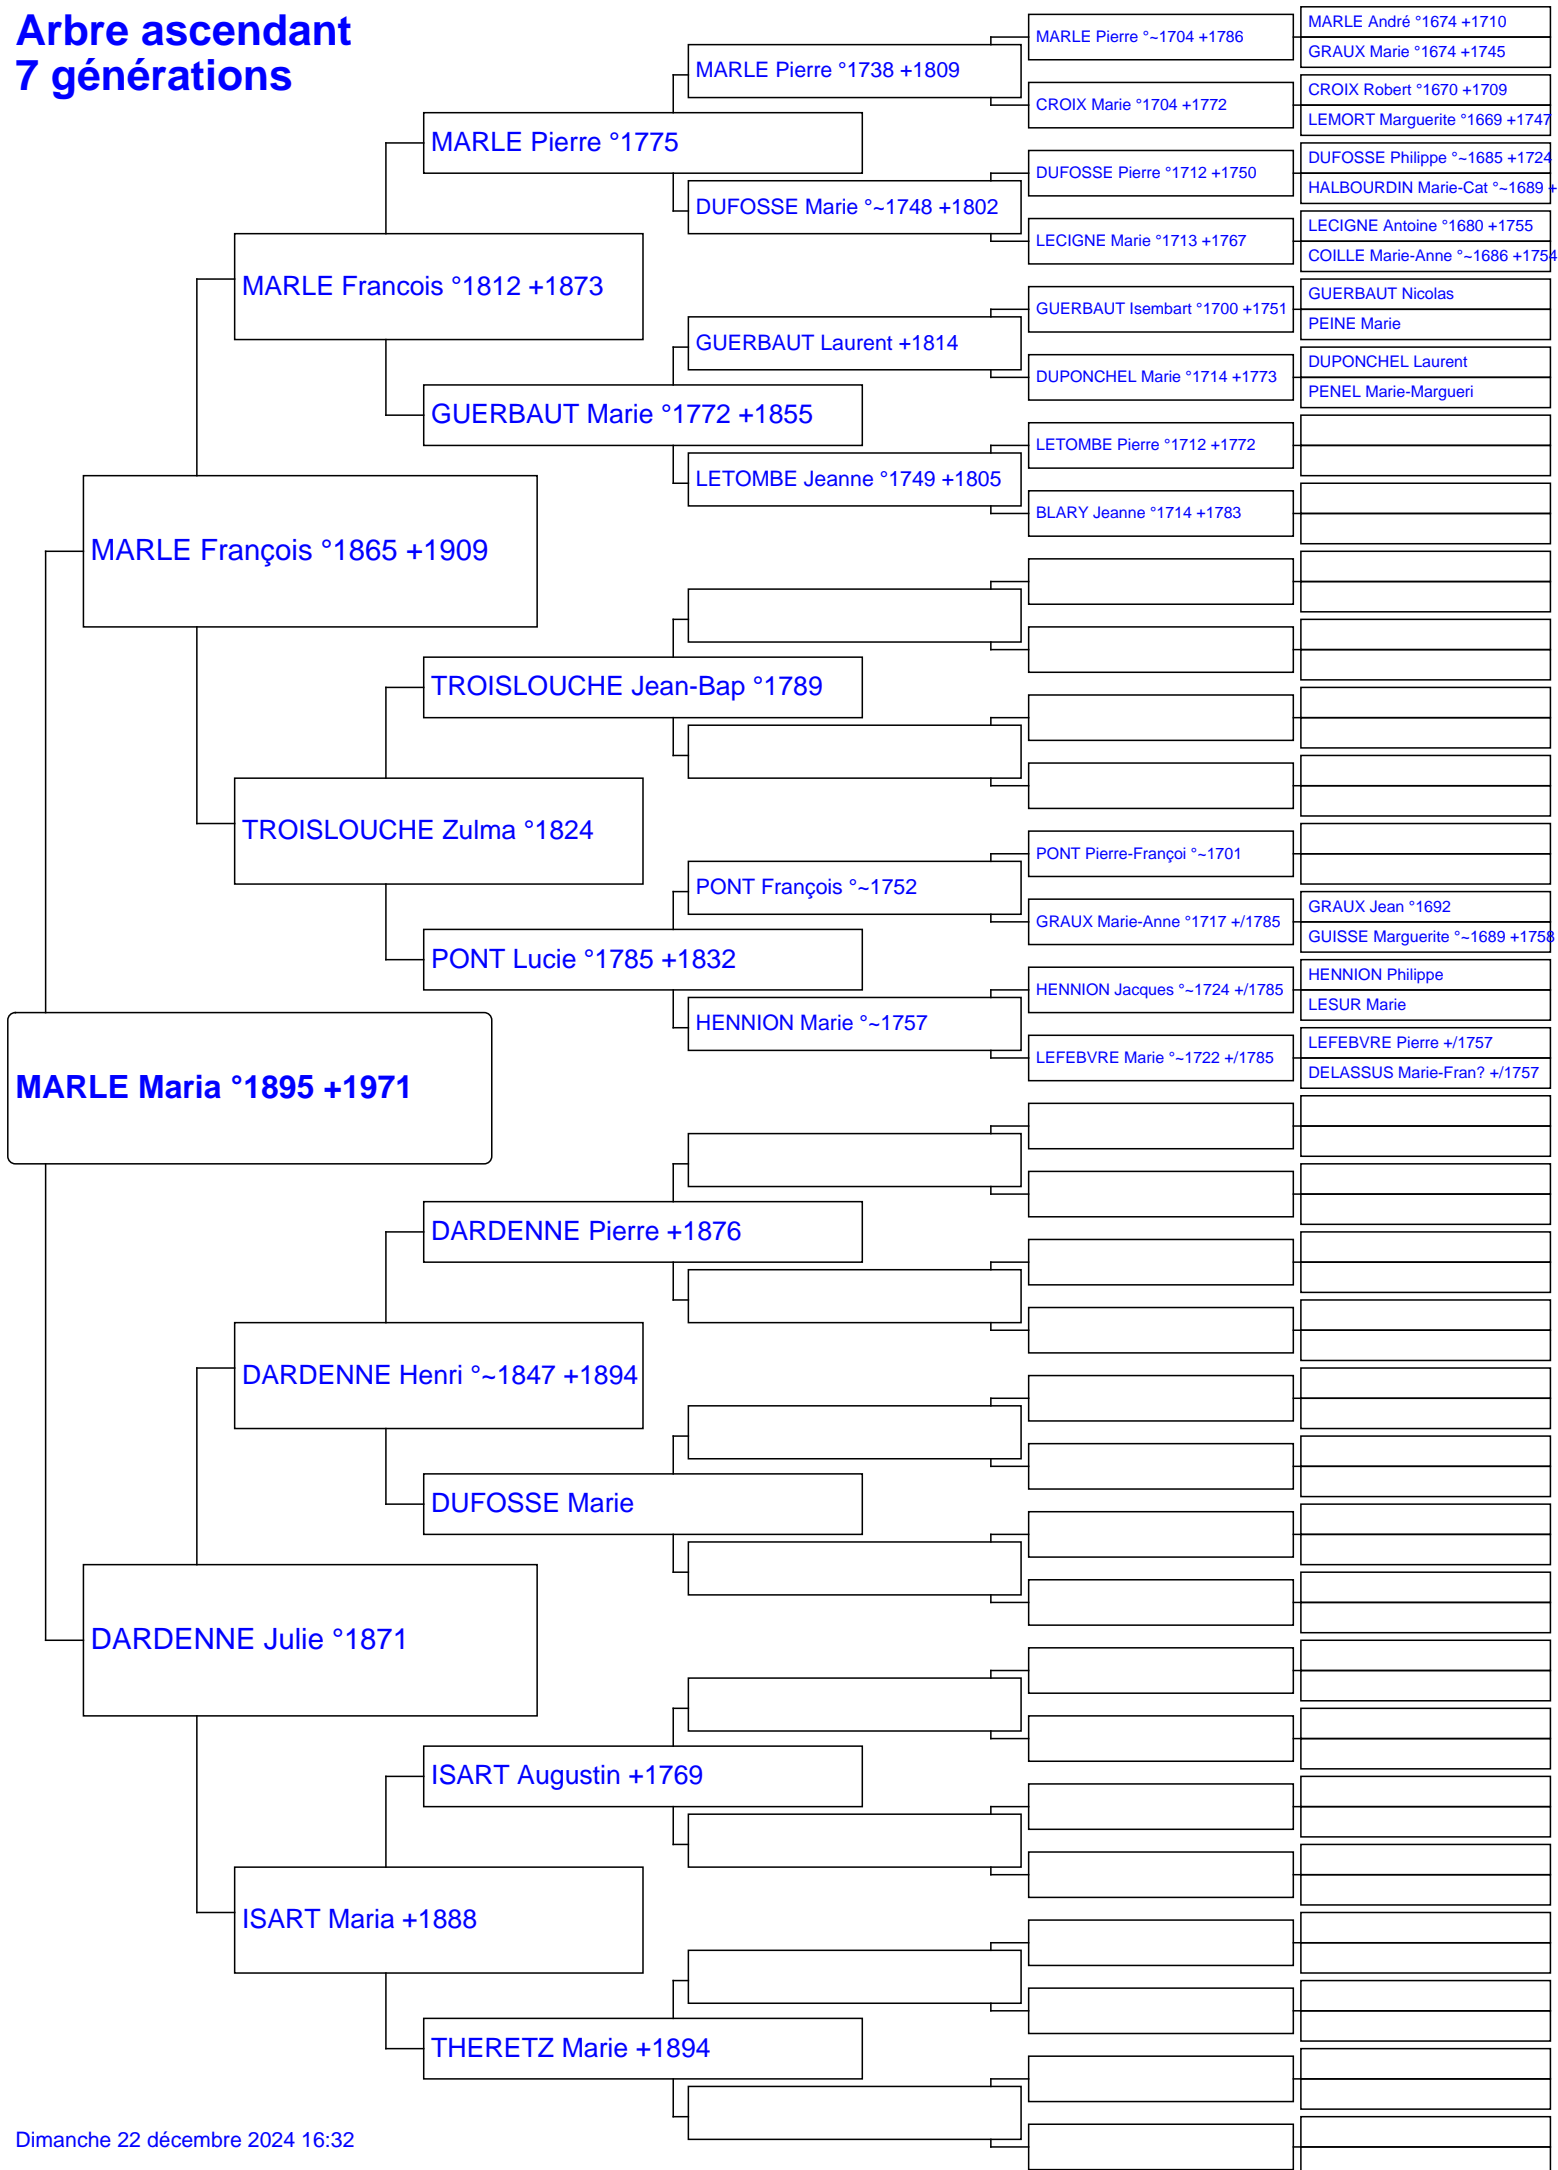 Arbre ascendant
7 générations
MARLE Maria °1895 +1971
MARLE François °1865 +1909
DARDENNE Julie °1871
MARLE Francois °1812 +1873
TROISLOUCHE Zulma °1824
DARDENNE Henri °~1847 +1894
ISART Maria +1888
MARLE Pierre °1775
GUERBAUT Marie °1772 +1855
TROISLOUCHE Jean-Bap °1789
PONT Lucie °1785 +1832
DARDENNE Pierre +1876
DUFOSSE Marie
ISART Augustin +1769
THERETZ Marie +1894
MARLE Pierre °1738 +1809
DUFOSSE Marie °~1748 +1802
GUERBAUT Laurent +1814
LETOMBE Jeanne °1749 +1805
PONT François °~1752
HENNION Marie °~1757
MARLE Pierre °~1704 +1786
CROIX Marie °1704 +1772
DUFOSSE Pierre °1712 +1750
LECIGNE Marie °1713 +1767
GUERBAUT Isembart °1700 +1751
DUPONCHEL Marie °1714 +1773
LETOMBE Pierre °1712 +1772
BLARY Jeanne °1714 +1783
PONT Pierre-Françoi °~1701
GRAUX Marie-Anne °1717 +/1785
HENNION Jacques °~1724 +/1785
LEFEBVRE Marie °~1722 +/1785
MARLE André °1674 +1710
GRAUX Marie °1674 +1745
CROIX Robert °1670 +1709
LEMORT Marguerite °1669 +1747
DUFOSSE Philippe °~1685 +1724
HALBOURDIN Marie-Cat °~1689 +
LECIGNE Antoine °1680 +1755
COILLE Marie-Anne °~1686 +1754
GUERBAUT Nicolas
PEINE Marie
DUPONCHEL Laurent
PENEL Marie-Margueri
GRAUX Jean °1692
GUISSE Marguerite °~1689 +1758
HENNION Philippe
LESUR Marie
LEFEBVRE Pierre +/1757
DELASSUS Marie-Fran? +/1757
Dimanche 22 décembre 2024 16:32